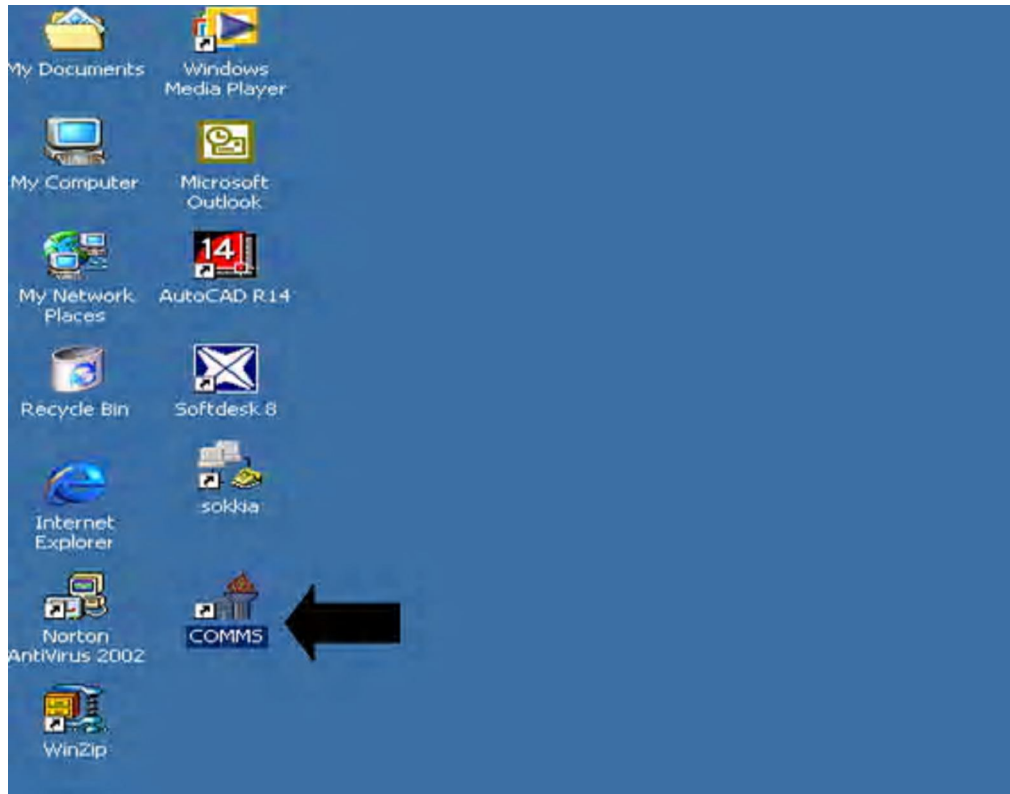 My Documents
Windows
Media Player
My Computer
Microsoft
Outlook
My Network
Places
14
AutoCAD R14
Recycle Bin
Softdesk 8
Internet
Explorer
sokkia
Norton
AntiVirus 2002
COMMS
WinZip